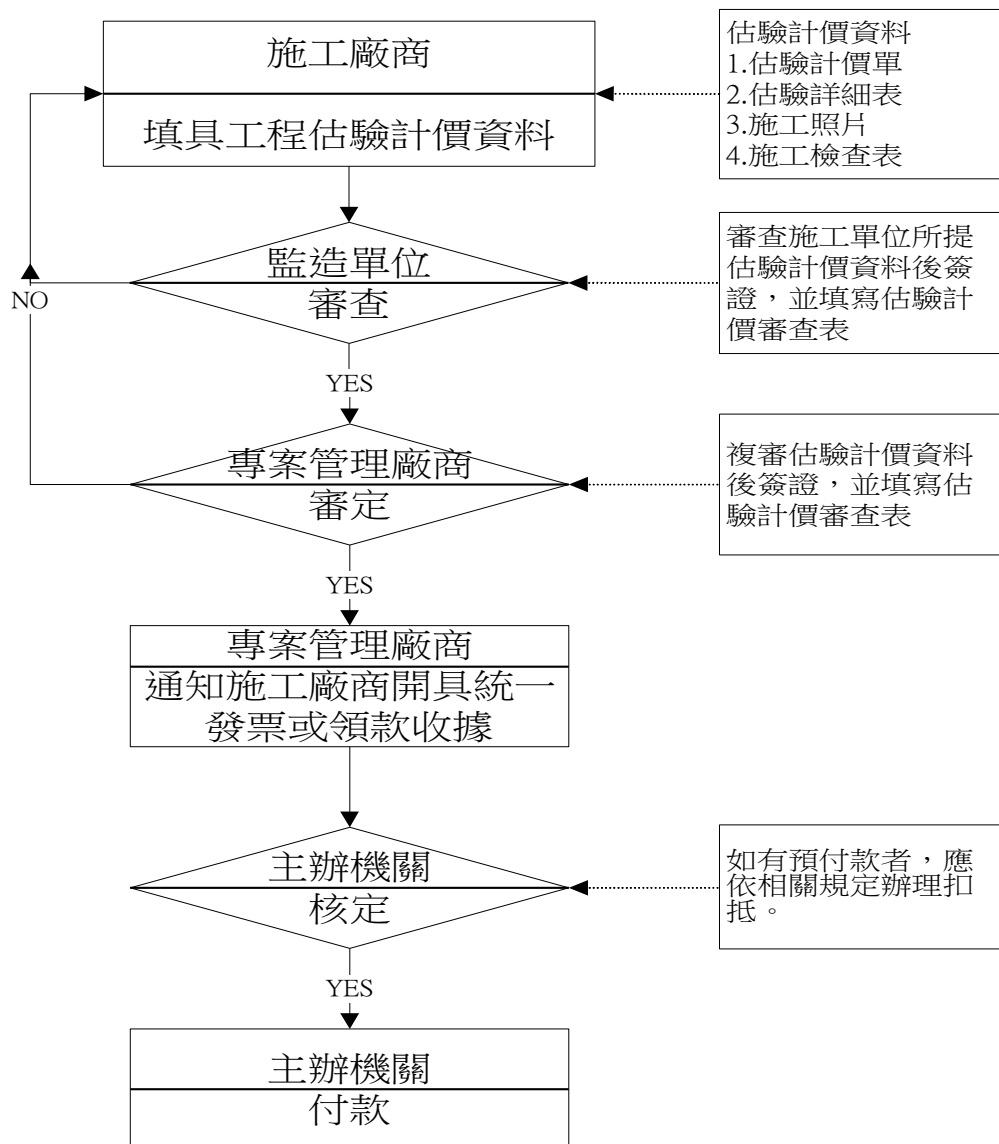 施工廠商
填具工程估驗計價資料
估驗計價資料
1.估驗計價單
2.估驗詳細表
3.施工照片
4.施工檢查表
監造單位
審查
審查施工單位所提
估驗計價資料後簽
證，並填寫估驗計
價審查表
NO
YES
專案管理廠商
審定
複審估驗計價資料
後簽證，並填寫估
驗計價審查表
YES
專案管理廠商
通知施工廠商開具統一
發票或領款收據
主辦機關
核定
如有預付款者，應
依相關規定辦理扣
抵。
YES
主辦機關
付款